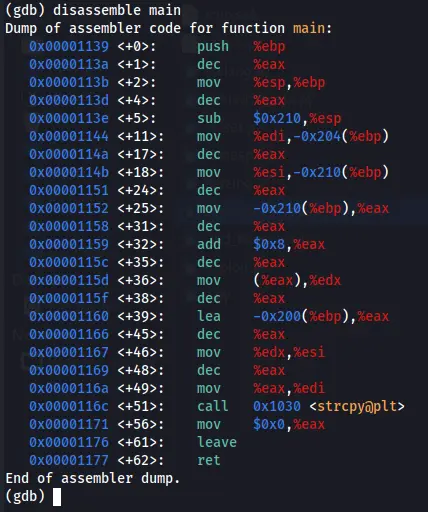 (gdb) disassemble main
Dump of assembler code for function main:
   0x00001139 <+0>:     push   %ebp
   0x0000113a <+1>:     dec    %eax
   0x0000113b <+2>:     mov    %esp,%ebp
   0x0000113d <+4>:     dec    %eax
   0x0000113e <+5>:     sub    $0x210,%esp
   0x00001144 <+11>:    mov    %edi,-0x204(%ebp)
   0x0000114a <+17>:    dec    %eax
   0x0000114b <+18>:    mov    %esi,-0x210(%ebp)
   0x00001151 <+24>:    dec    %eax
   0x00001152 <+25>:    mov    -0x210(%ebp),%eax
   0x00001158 <+31>:    dec    %eax
   0x00001159 <+32>:    add    $0x8,%eax
   0x0000115c <+35>:    dec    %eax
   0x0000115d <+36>:    mov    (%eax),%edx
   0x0000115f <+38>:    dec    %eax
   0x00001160 <+39>:    lea    -0x200(%ebp),%eax
   0x00001166 <+45>:    dec    %eax
   0x00001167 <+46>:    mov    %edx,%esi
   0x00001169 <+48>:    dec    %eax
   0x0000116a <+49>:    mov    %eax,%edi
   0x0000116c <+51>:    call   0x1030 <strcpy@plt>
   0x00001171 <+56>:    mov    $0x0,%eax
   0x00001176 <+61>:    leave
   0x00001177 <+62>:    ret
End of assembler dump.
(gdb)